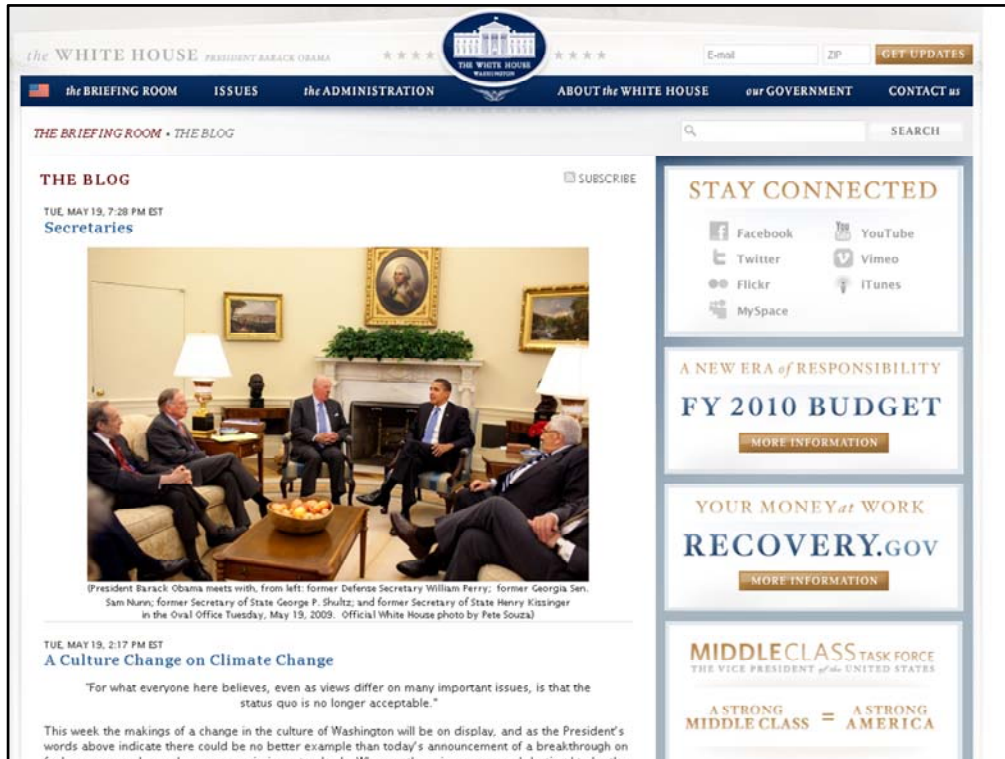 the WHITE HOUSE PRESIDENT BARACK OBAMA
THE WHITE HOUSE
WASHINGTON
E-mail
ZIP
GET UPDATES
the BRIEFING ROOM
ISSUES
the ADMINISTRATION
ABOUT the WHITE HOUSE
our GOVERNMENT
CONTACT us
THE BRIEFING ROOM • THE BLOG
SEARCH
THE BLOG
SUBSCRIBE
TUE, MAY 19, 7:28 PM EST
Secretaries
(President Barack Obama meets with, from left: former Defense Secretary William Perry; former Georgia Sen.
Sam Nunn; former Secretary of State George P. Shultz; and former Secretary of State Henry Kissinger
in the Oval Office Tuesday, May 19, 2009. Official White House photo by Pete Souza)
TUE, MAY 19, 2:17 PM EST
A Culture Change on Climate Change
"For what everyone here believes, even as views differ on many important issues, is that the
status quo is no longer acceptable."
This week the makings of a change in the culture of Washington will be on display, and as the President's
words above indicate there could be no better example than today's announcement of a breakthrough on
STAY CONNECTED
Facebook
YouTube
Twitter
Vimeo
Flickr
iTunes
MySpace
A NEW ERA of RESPONSIBILITY
FY 2010 BUDGET
MORE INFORMATION
YOUR MONEY at WORK
RECOVERY.GOV
MORE INFORMATION
MIDDLECLASS TASK FORCE
THE VICE PRESIDENT of the UNITED STATES
A STRONG MIDDLE CLASS = A STRONG AMERICA